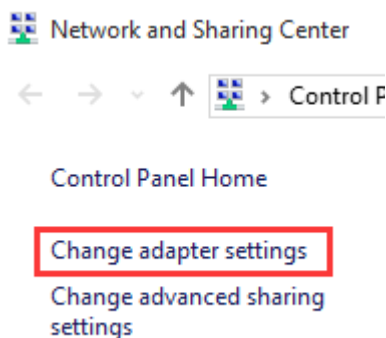 Network and Sharing Center
Control P
Control Panel Home
Change adapter settings
Change advanced sharing
settings